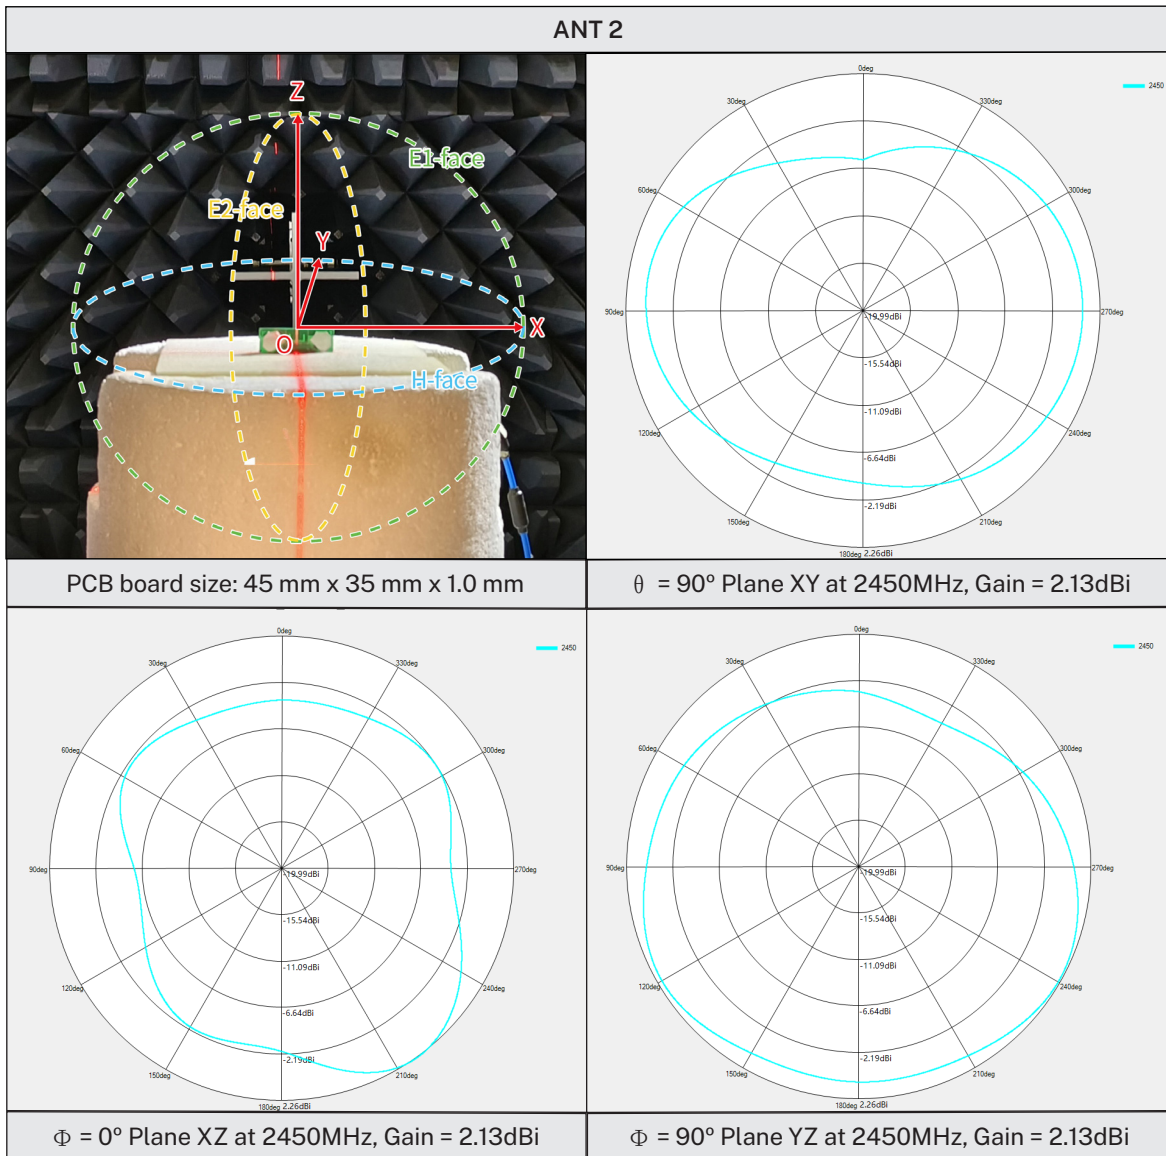 ANT 2
Z
E1-face
E2-face
Y
X
O
H-face
PCB board size: 45 mm x 35 mm x 1.0 mm
0deg
2450
30deg
330deg
60deg
300deg
90deg
-19.99dBi
270deg
-15.54dBi
-11.09dBi
120deg
240deg
-6.64dBi
-2.19dBi
150deg
210deg
180deg 2.26dBi
θ = 90° Plane XY at 2450MHz, Gain = 2.13dBi
0deg
2450
30deg
330deg
60deg
300deg
90deg
-19.99dBi
270deg
-15.54dBi
-11.09dBi
120deg
240deg
-6.64dBi
-2.19dBi
150deg
210deg
180deg 2.26dBi
Φ = 0° Plane XZ at 2450MHz, Gain = 2.13dBi
0deg
2450
30deg
330deg
60deg
300deg
90deg
-19.99dBi
270deg
-15.54dBi
-11.09dBi
120deg
240deg
-6.64dBi
-2.19dBi
150deg
210deg
180deg 2.26dBi
Φ = 90° Plane YZ at 2450MHz, Gain = 2.13dBi